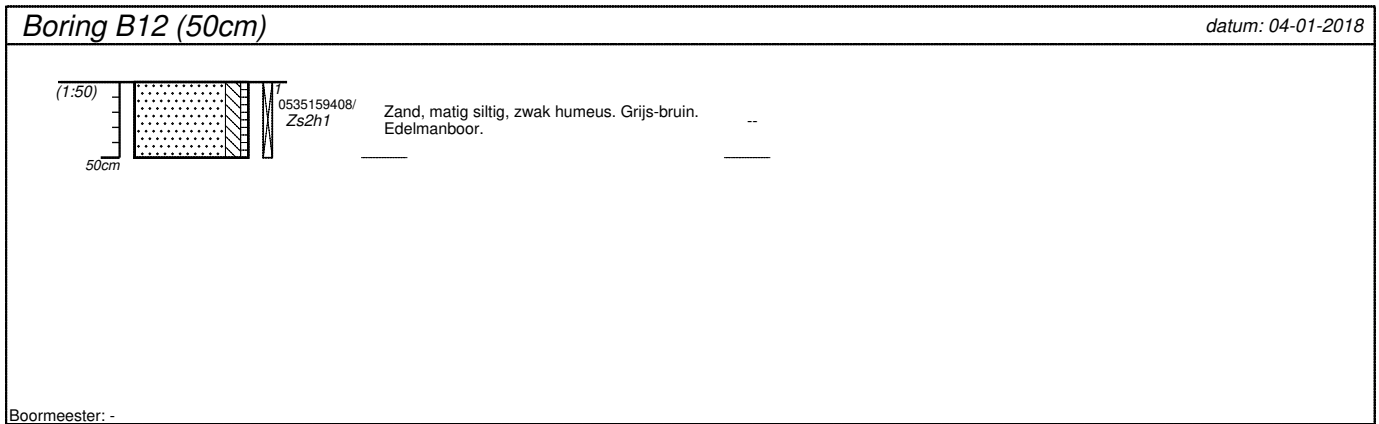 Boring B12 (50cm)
datum: 04-01-2018
(1:50)
1
0535159408/
Zs2h1
Zand, matig siltig, zwak humeus. Grijs-bruin.
Edelmanboor.
--
50cm
Boormeester: -